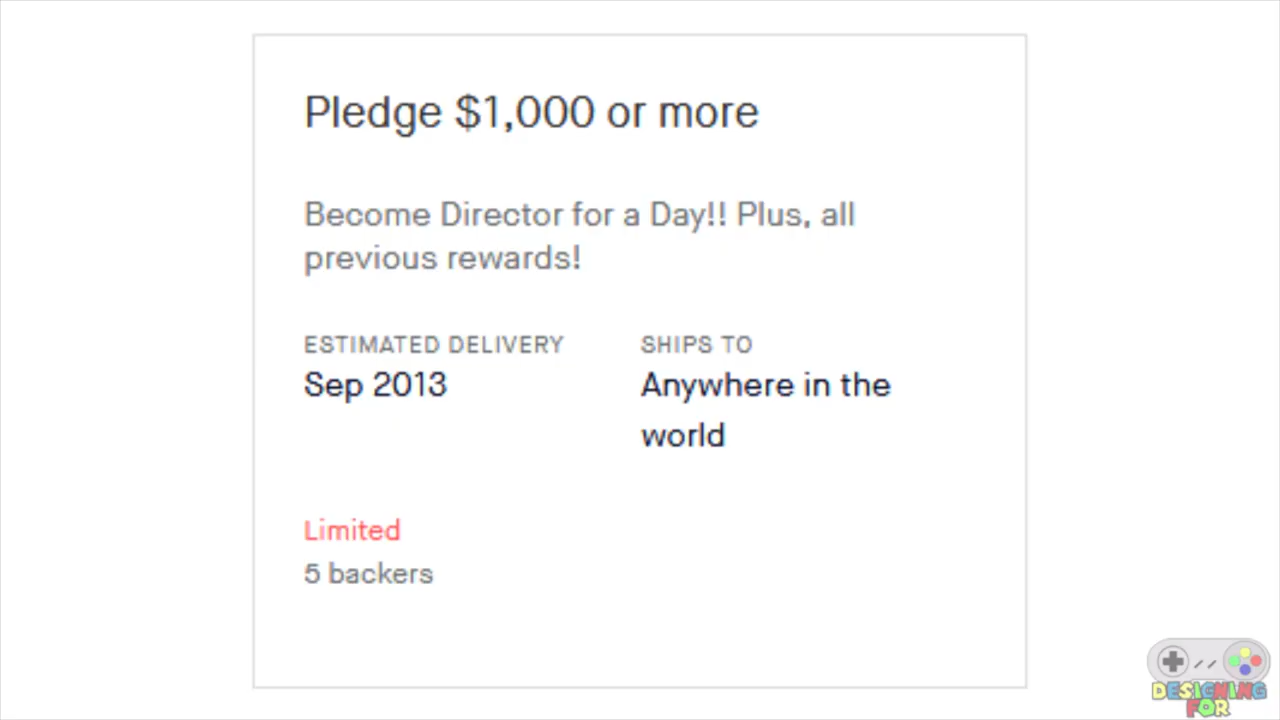 Pledge $1,000 or more
Become Director for a Day!! Plus, all
previous rewards!
ESTIMATED DELIVERY
Sep 2013
SHIPS TO
Anywhere in the
world
Limited
5 backers
DESIGNING
FOR